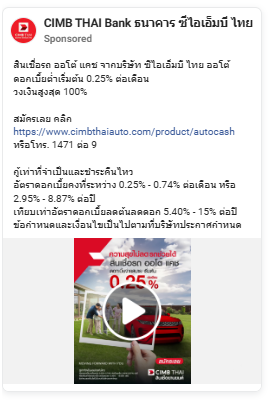 CIMB THAI Bank ธนาคาร ซีไอเอ็มบี ไทย
Sponsored
สินเชื่อรถ ออโต้ แคช จากบริษัท ซีไอเอ็มบี ไทย ออโต้
ดอกเบี้ยต่ำเริ่มต้น 0.25% ต่อเดือน
วงเงินสูงสุด 100%
สมัครเลย คลิก
https://www.cimbthaiauto.com/product/autocash
หรือโทร. 1471 ต่อ 9
กู้เท่าที่จำเป็นและชำระคืนไหว
อัตราดอกเบี้ยคงที่ระหว่าง 0.25% - 0.74% ต่อเดือน หรือ
2.95% - 8.87% ต่อปี
เทียบเท่าอัตราดอกเบี้ยลดต้นลดดอก 5.40% - 15% ต่อปี
ข้อกำหนดและเงื่อนไขเป็นไปตามที่บริษัทประกาศกำหนด
สินเชื่อรถ ออโต้ แคช
0.25%
สมัครเลย
CIMB THAI